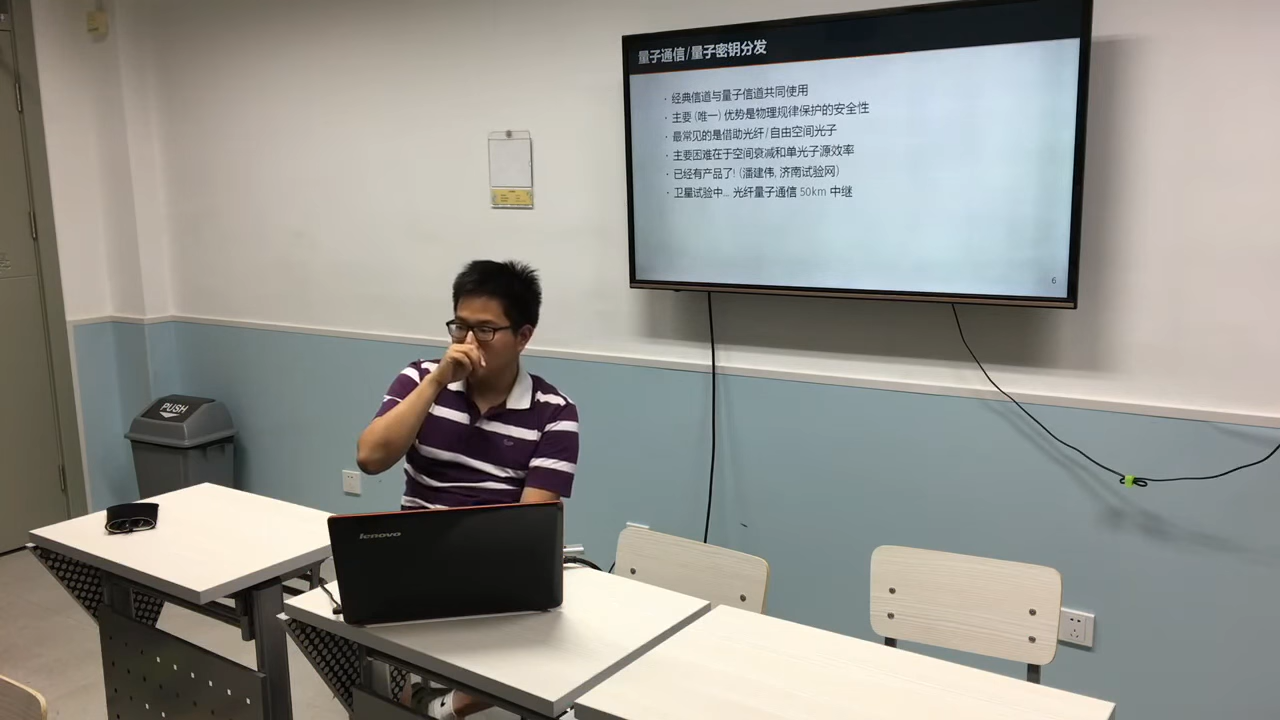 量子通信/量子密钥分发
· 经典信道与量子信道共同使用
· 主要 (唯一) 优势是物理规律保护的安全性
· 最常见的是借助光纤/自由空间光子
· 主要困难在于空间衰减和单光子源效率
· 已经有产品了! (潘建伟, 济南试验网)
· 卫星试验中... 光纤量子通信 50km 中继
6
PUSH
lenovo